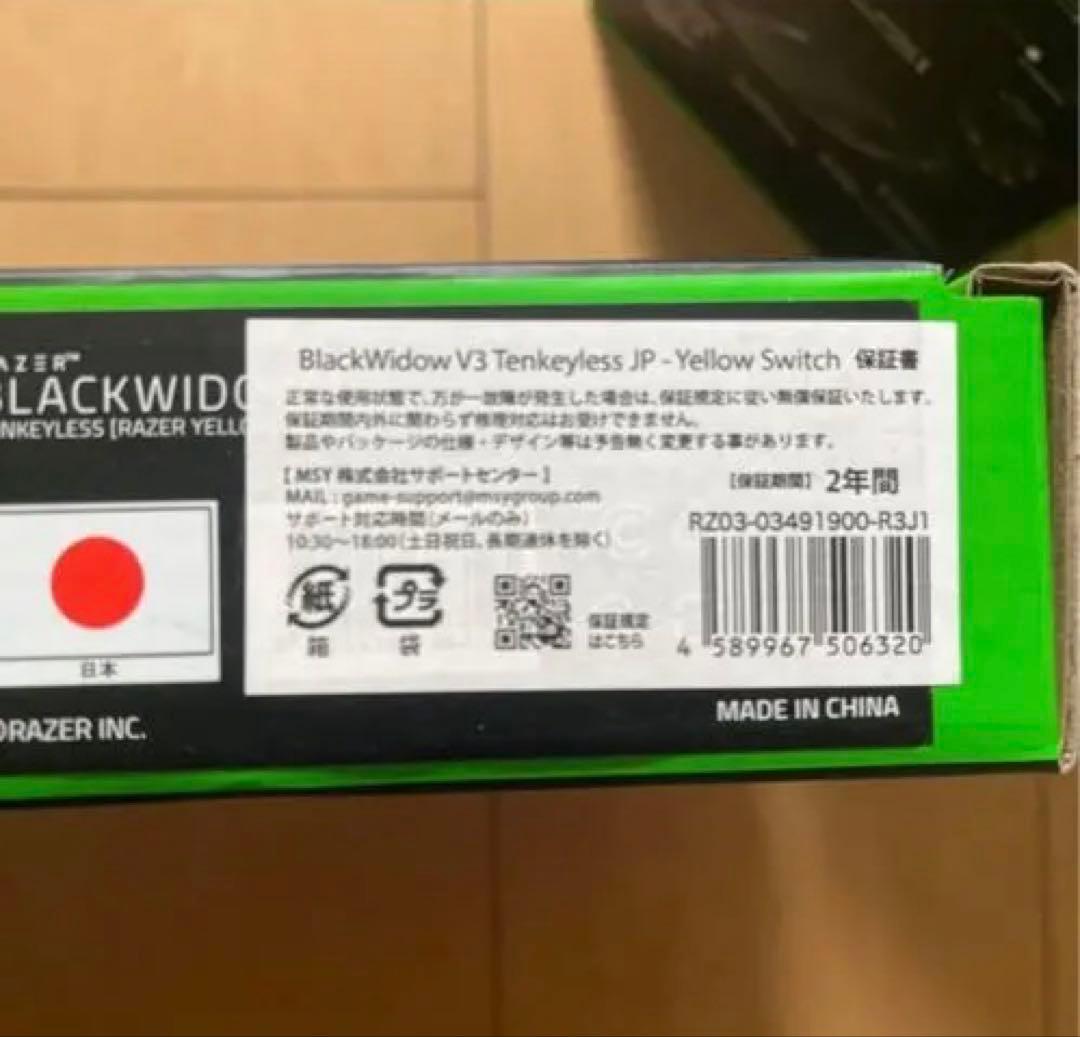 RAZER™
BLACKWIDO
NKEYLESS [RAZER YELLO
日本
RAZER INC.
BlackWidow V3 Tenkeyless JP - Yellow Switch 保証書
正常な使用状態で、万が一故障が発生した場合は、保証規定に従い無償保証いたします。
保証期間内外に関わらず修理対応はお受けできません。
製品やパッケージの仕様・デザイン等は予告無く変更する事があります。
【 MSY 株式会社サポートセンター 】
MAIL : game-support@msygroup.com
サポート対応時間(メールのみ)
10:30〜18:00(土日祝日、長期連休を除く)
【保証期間】 2年間
RZ03-03491900-R3J1
紙
箱
プラ
袋
保証規定
はこちら
4 589967 506320
MADE IN CHINA